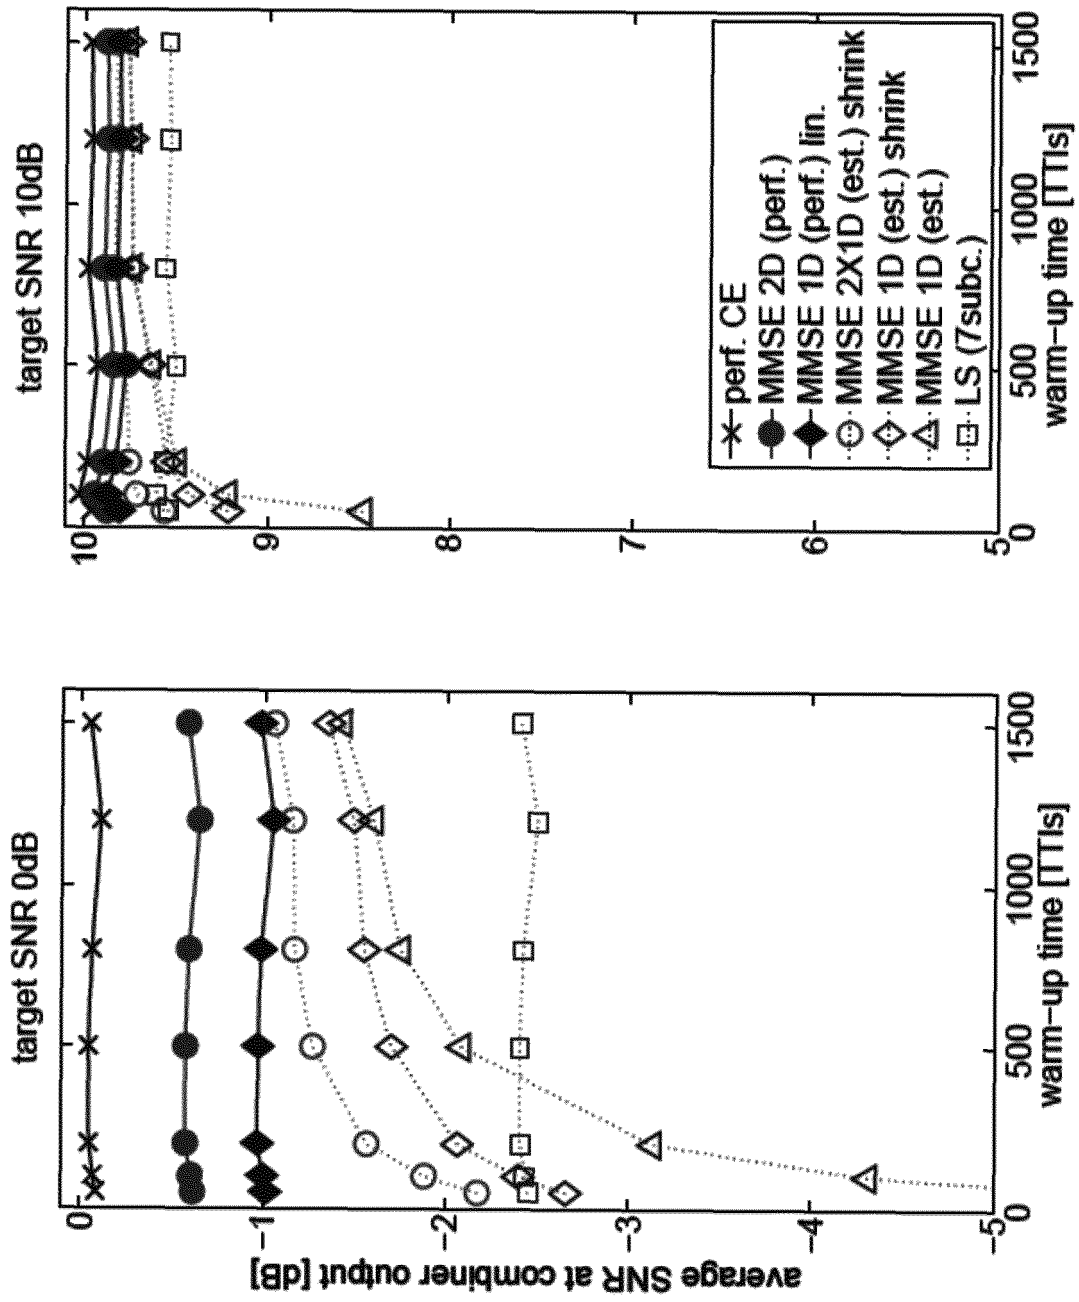 target SNR 0dB
average SNR at combiner output [dB]
0
−1
−2
−3
−4
−5
0
500
1000
1500
warm−up time [TTIs]
target SNR 10dB
10
9
8
7
6
5
0
500
1000
1500
warm−up time [TTIs]
perf. CE
MMSE 2D (perf.)
MMSE 1D (perf.) lin.
MMSE 2X1D (est.) shrink
MMSE 1D (est.) shrink
MMSE 1D (est.)
LS (7subc.)